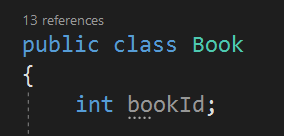 13 references
public class Book
{
int bookId;